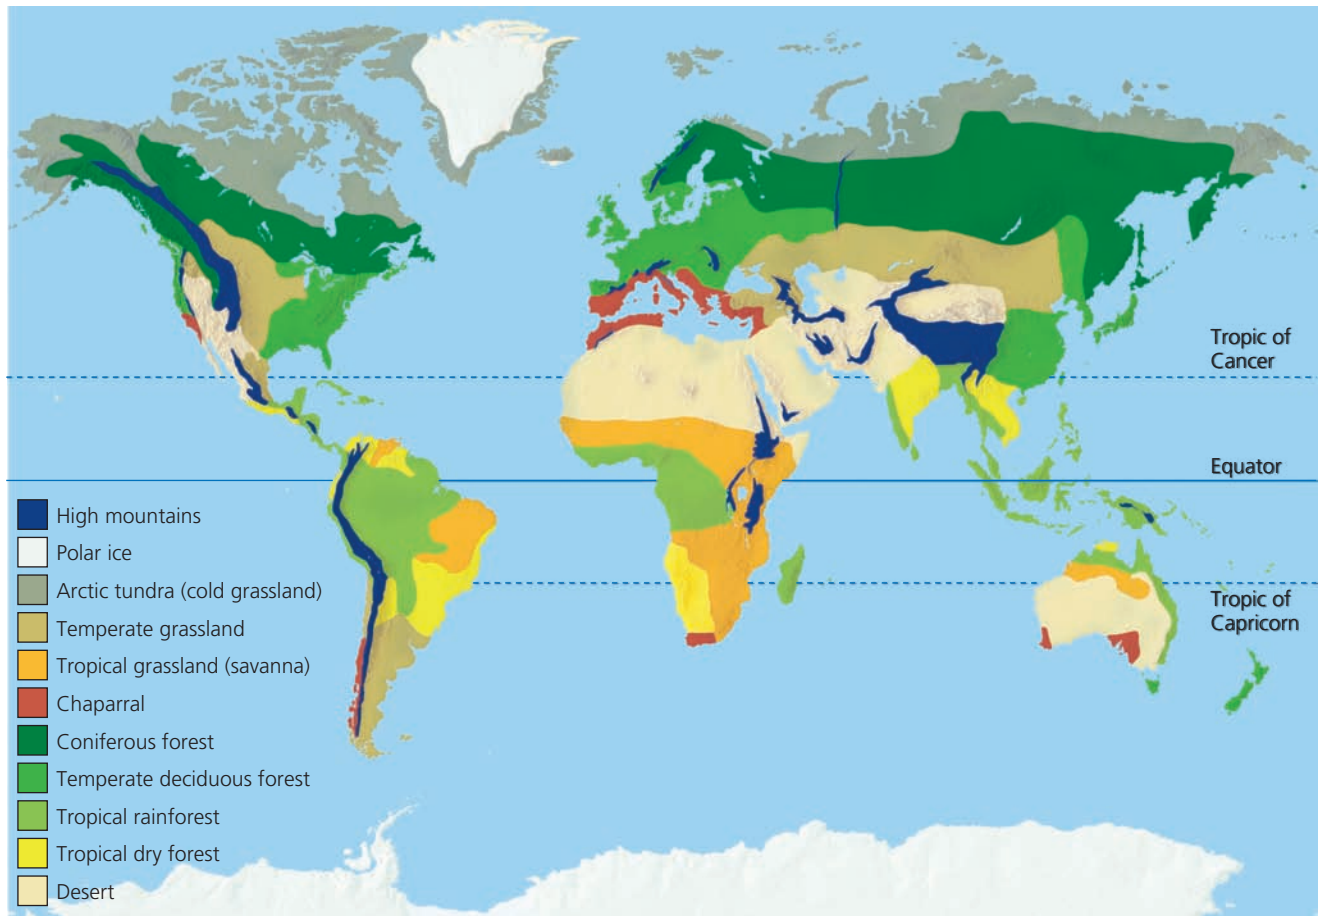 Tropic of
Cancer
Equator
Tropic of
Capricorn
High mountains
Polar ice
Arctic tundra (cold grassland)
Temperate grassland
Tropical grassland (savanna)
Chaparral
Coniferous forest
Temperate deciduous forest
Tropical rainforest
Tropical dry forest
Desert